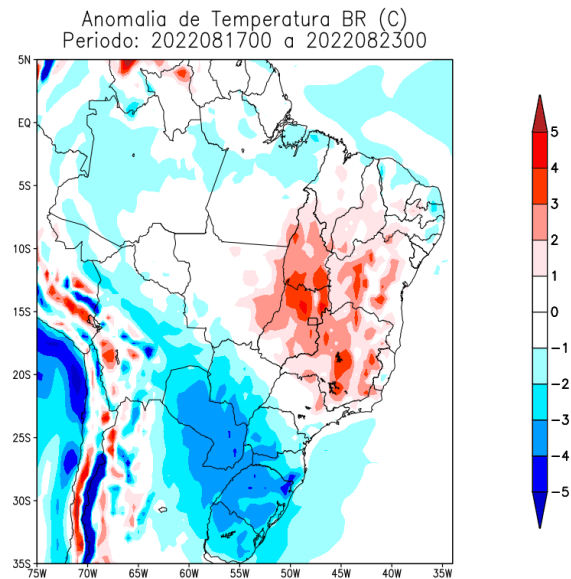 Anomalia de Temperatura BR (C)
Periodo: 2022081700 a 2022082300
5N
EQ
5S
10S
15S
20S
25S
30S
35S
75W 70W 65W 60W 55W 50W 45W 40W 35W
5
4
3
2
1
0
-1
-2
-3
-4
-5